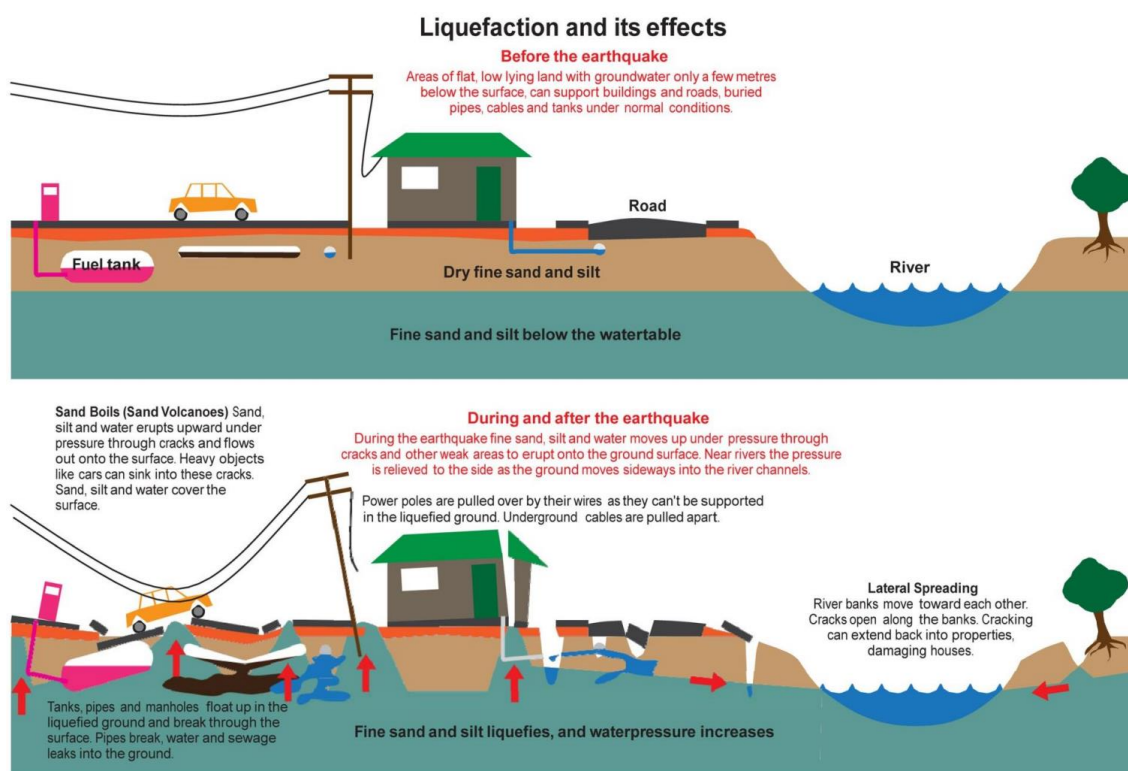 Liquefaction and its effects
Before the earthquake
Areas of flat, low lying land with groundwater only a few metres
below the surface, can support buildings and roads, buried
pipes, cables and tanks under normal conditions.
Road
Fuel tank
Dry fine sand and silt
River
Fine sand and silt below the watertable
Sand Boils (Sand Volcanoes) Sand,
silt and water erupts upward under
pressure through cracks and flows
out onto the surface. Heavy objects
like cars can sink into these cracks.
Sand, silt and water cover the
surface.
During and after the earthquake
During the earthquake fine sand, silt and water moves up under pressure through
cracks and other weak areas to erupt onto the ground surface. Near rivers the pressure
is relieved to the side as the ground moves sideways into the river channels.
Power poles are pulled over by their wires as they can't be supported
in the liquefied ground. Underground cables are pulled apart.
Lateral Spreading
River banks move toward each other.
Cracks open along the banks. Cracking
can extend back into properties,
damaging houses.
Tanks, pipes and manholes float up in the
liquefied ground and break through the
surface. Pipes break, water and sewage
leaks into the ground.
Fine sand and silt liquefies, and waterpressure increases